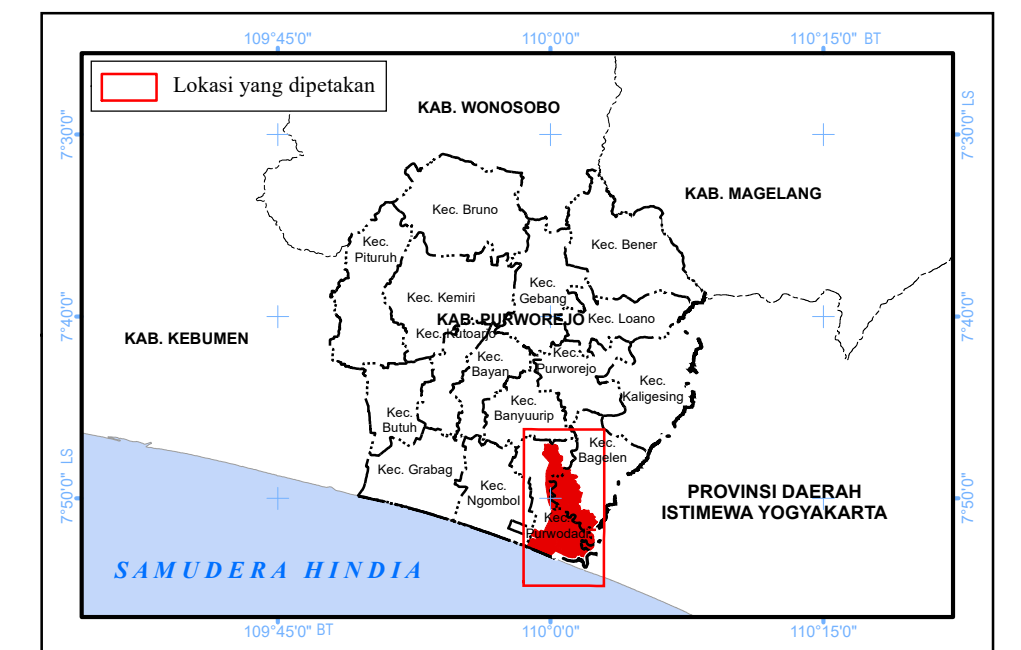 109°45'0"
110°0'0"
110°15'0" BT
Lokasi yang dipetakan
KAB. WONOSOBO
7°30'0"
7°30'0" LS
KAB. MAGELANG
Kec. Bruno
Kec.
Pituruh
Kec. Bener
Kec.
Gebang
Kec. Kemiri
KAB. PURWOREJO
Kec. Loano
7°40'0"
7°40'0"
KAB. KEBUMEN
Kec. Kutoarjo
Kec.
Bayan
Kec.
Purworejo
Kec.
Kaligesing
Kec.
Banyuurip
Kec.
Butuh
Kec.
Bagelen
Kec. Grabag
Kec.
Ngombol
7°50'0" LS
7°50'0"
PROVINSI DAERAH
ISTIMEWA YOGYAKARTA
Kec.
Purwodadi
SAMUDERA HINDIA
109°45'0" BT
110°0'0"
110°15'0"